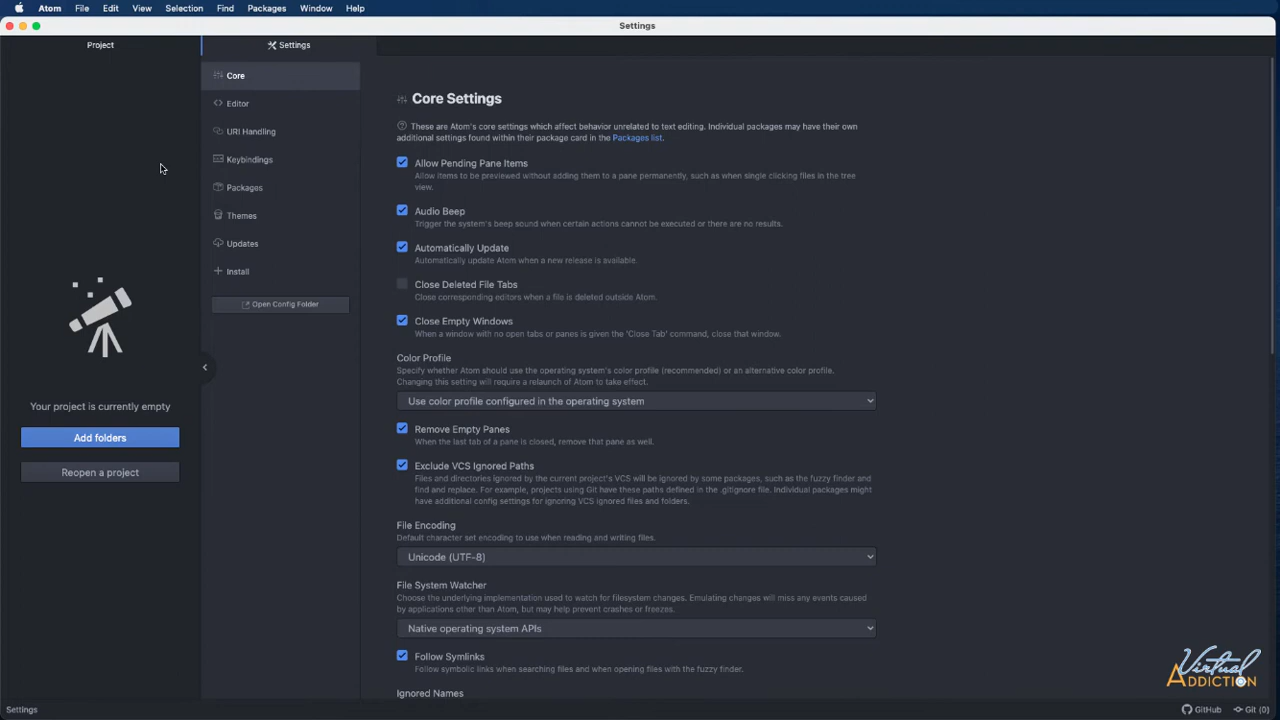 Atom File Edit View Selection Find Packages Window Help
Settings
Project
Settings
Core
Editor
URI Handling
Keybindings
Packages
Themes
Updates
Install
Open Config Folder
Your project is currently empty
Add folders
Reopen a project
Core Settings
These are Atom's core settings which affect behavior unrelated to text editing. Individual packages may have their own
additional settings found within their package card in the Packages list.
Allow Pending Pane Items
Allow items to be previewed without adding them to a pane permanently, such as when single clicking files in the tree
view.
Audio Beep
Trigger the system's beep sound when certain actions cannot be executed or there are no results.
Automatically Update
Automatically update Atom when a new release is available.
Close Deleted File Tabs
Close corresponding editors when a file is deleted outside Atom.
Close Empty Windows
When a window with no open tabs or panes is given the 'Close Tab' command, close that window.
Color Profile
Specify whether Atom should use the operating system's color profile (recommended) or an alternative color profile.
Changing this setting will require a relaunch of Atom to take effect.
Use color profile configured in the operating system
Remove Empty Panes
When the last tab of a pane is closed, remove that pane as well.
Exclude VCS Ignored Paths
Files and directories ignored by the current project's VCS will be ignored by some packages, such as the fuzzy finder and
find and replace. For example, projects using Git have these paths defined in the .gitignore file. Individual packages might
have additional config settings for ignoring VCS ignored files and folders.
File Encoding
Default character set encoding to use when reading and writing files.
Unicode (UTF-8)
File System Watcher
Choose the underlying implementation used to watch for filesystem changes. Emulating changes will miss any events caused
by applications other than Atom, but may help prevent crashes or freezes.
Native operating system APIs
Follow Symlinks
Follow symbolic links when searching files and when opening files with the fuzzy finder.
Ignored Names
Virtual
ADDICTION
Settings
GitHub
Git (0)